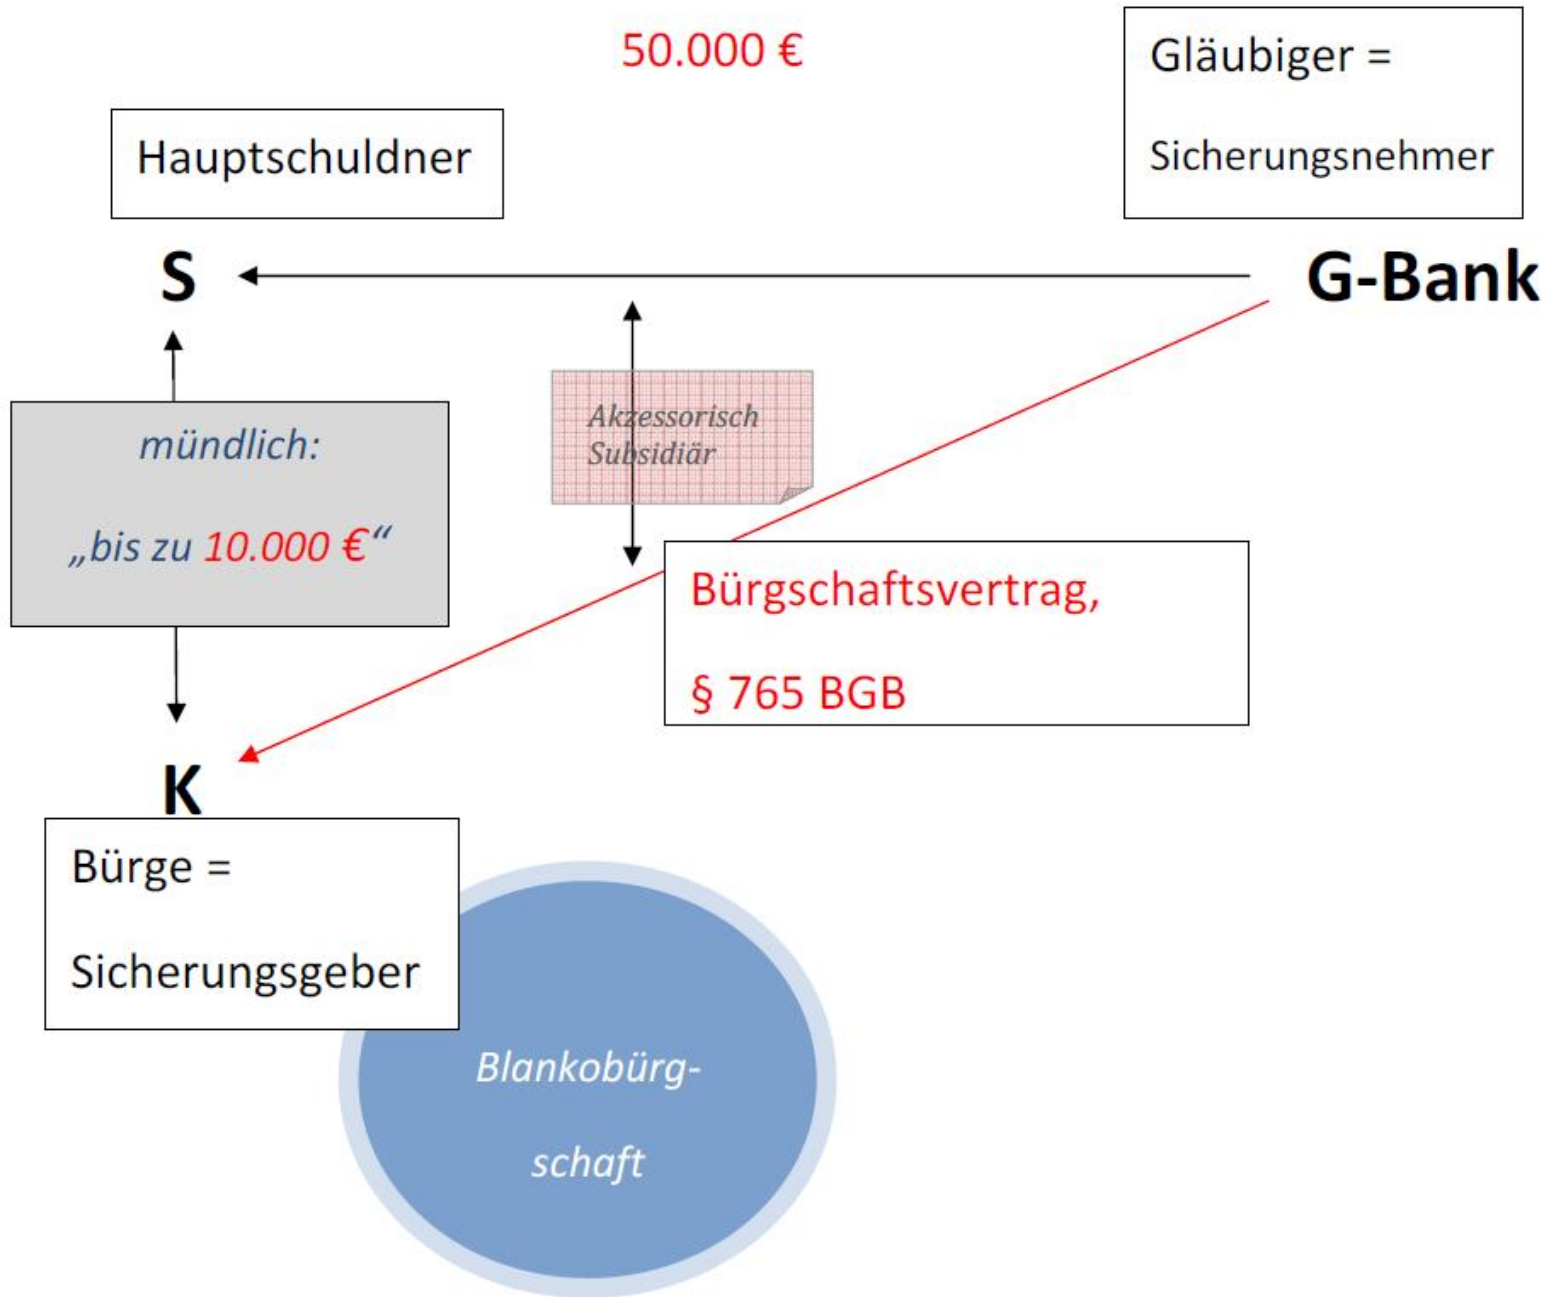 50.000 €
Gläubiger =
Sicherungsnehmer
Hauptschuldner
S
G-Bank
mündlich:
„bis zu 10.000 €“
Akzessorisch
Subsidiär
Bürgschaftsvertrag,
§ 765 BGB
K
Bürge =
Sicherungsgeber
Blankobürg-
schaft